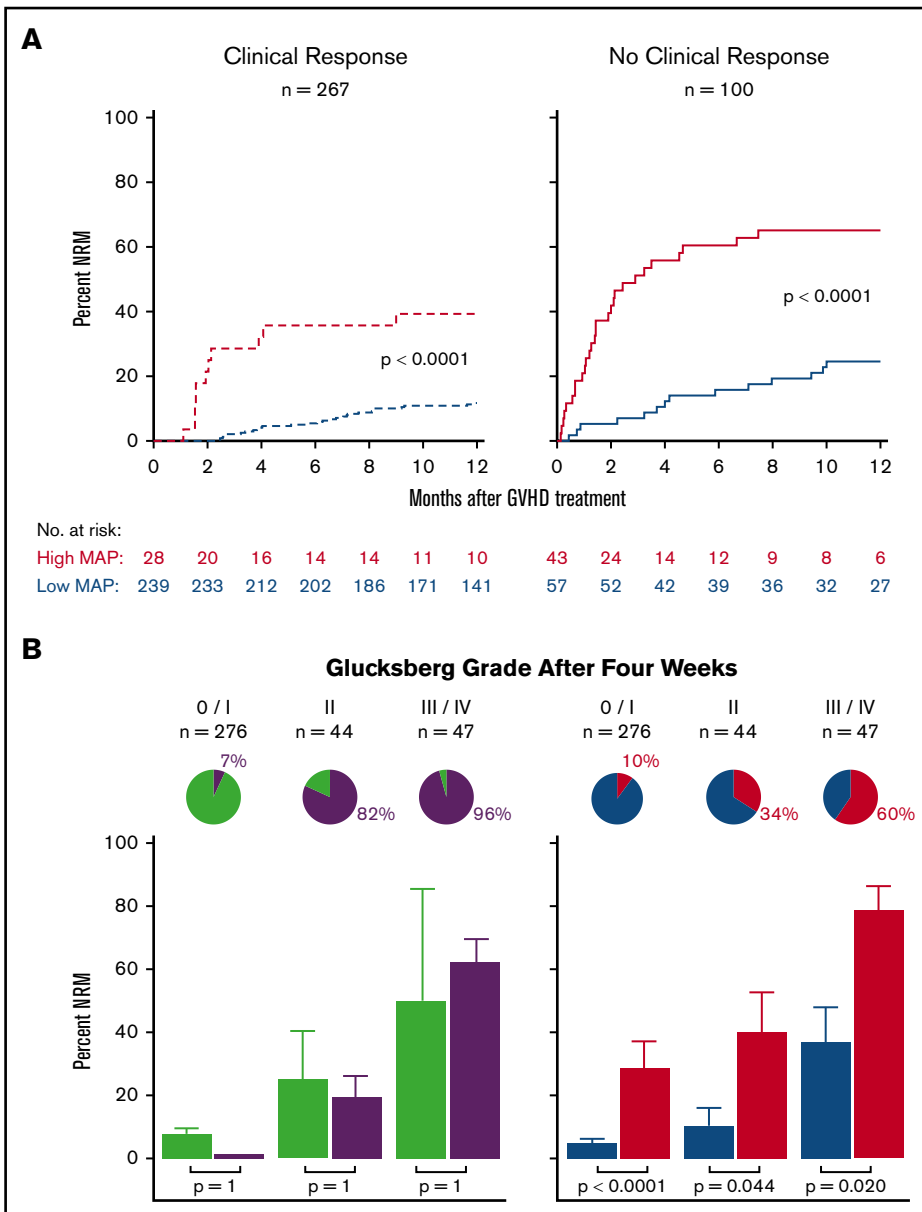 A
Clinical Response
n = 267
No Clinical Response
n = 100
Percent NRM
100
80
60
40
20
0
p < 0.0001
p < 0.0001
0 2 4 6 8 10 12
0 2 4 6 8 10 12
Months after GVHD treatment
No. at risk:
High MAP: 28 20 16 14 14 11 10 43 24 14 12 9 8 6
Low MAP: 239 233 212 202 186 171 141 57 52 42 39 36 32 27
B
Glucksberg Grade After Four Weeks
0 / I II III / IV 0 / I II III / IV
n = 276 n = 44 n = 47 n = 276 n = 44 n = 47
7% 82% 96% 10% 34% 60%
Percent NRM
100
80
60
40
20
0
p = 1 p = 1 p = 1 p < 0.0001 p = 0.044 p = 0.020